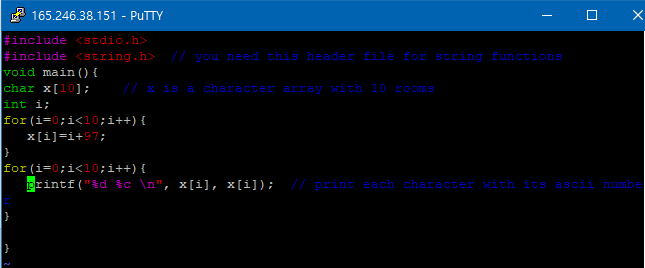 165.246.38.151 - PuTTY
#include <stdio.h>
#include <string.h>  // you need this header file for string functions
void main(){
char x[10];    // x is a character array with 10 rooms
int i;
for(i=0;i<10;i++){
   x[i]=i+97;
}
for(i=0;i<10;i++){
   printf("%d %c \n", x[i], x[i]);  // print each character with its ascii numbe
r
}
}
~